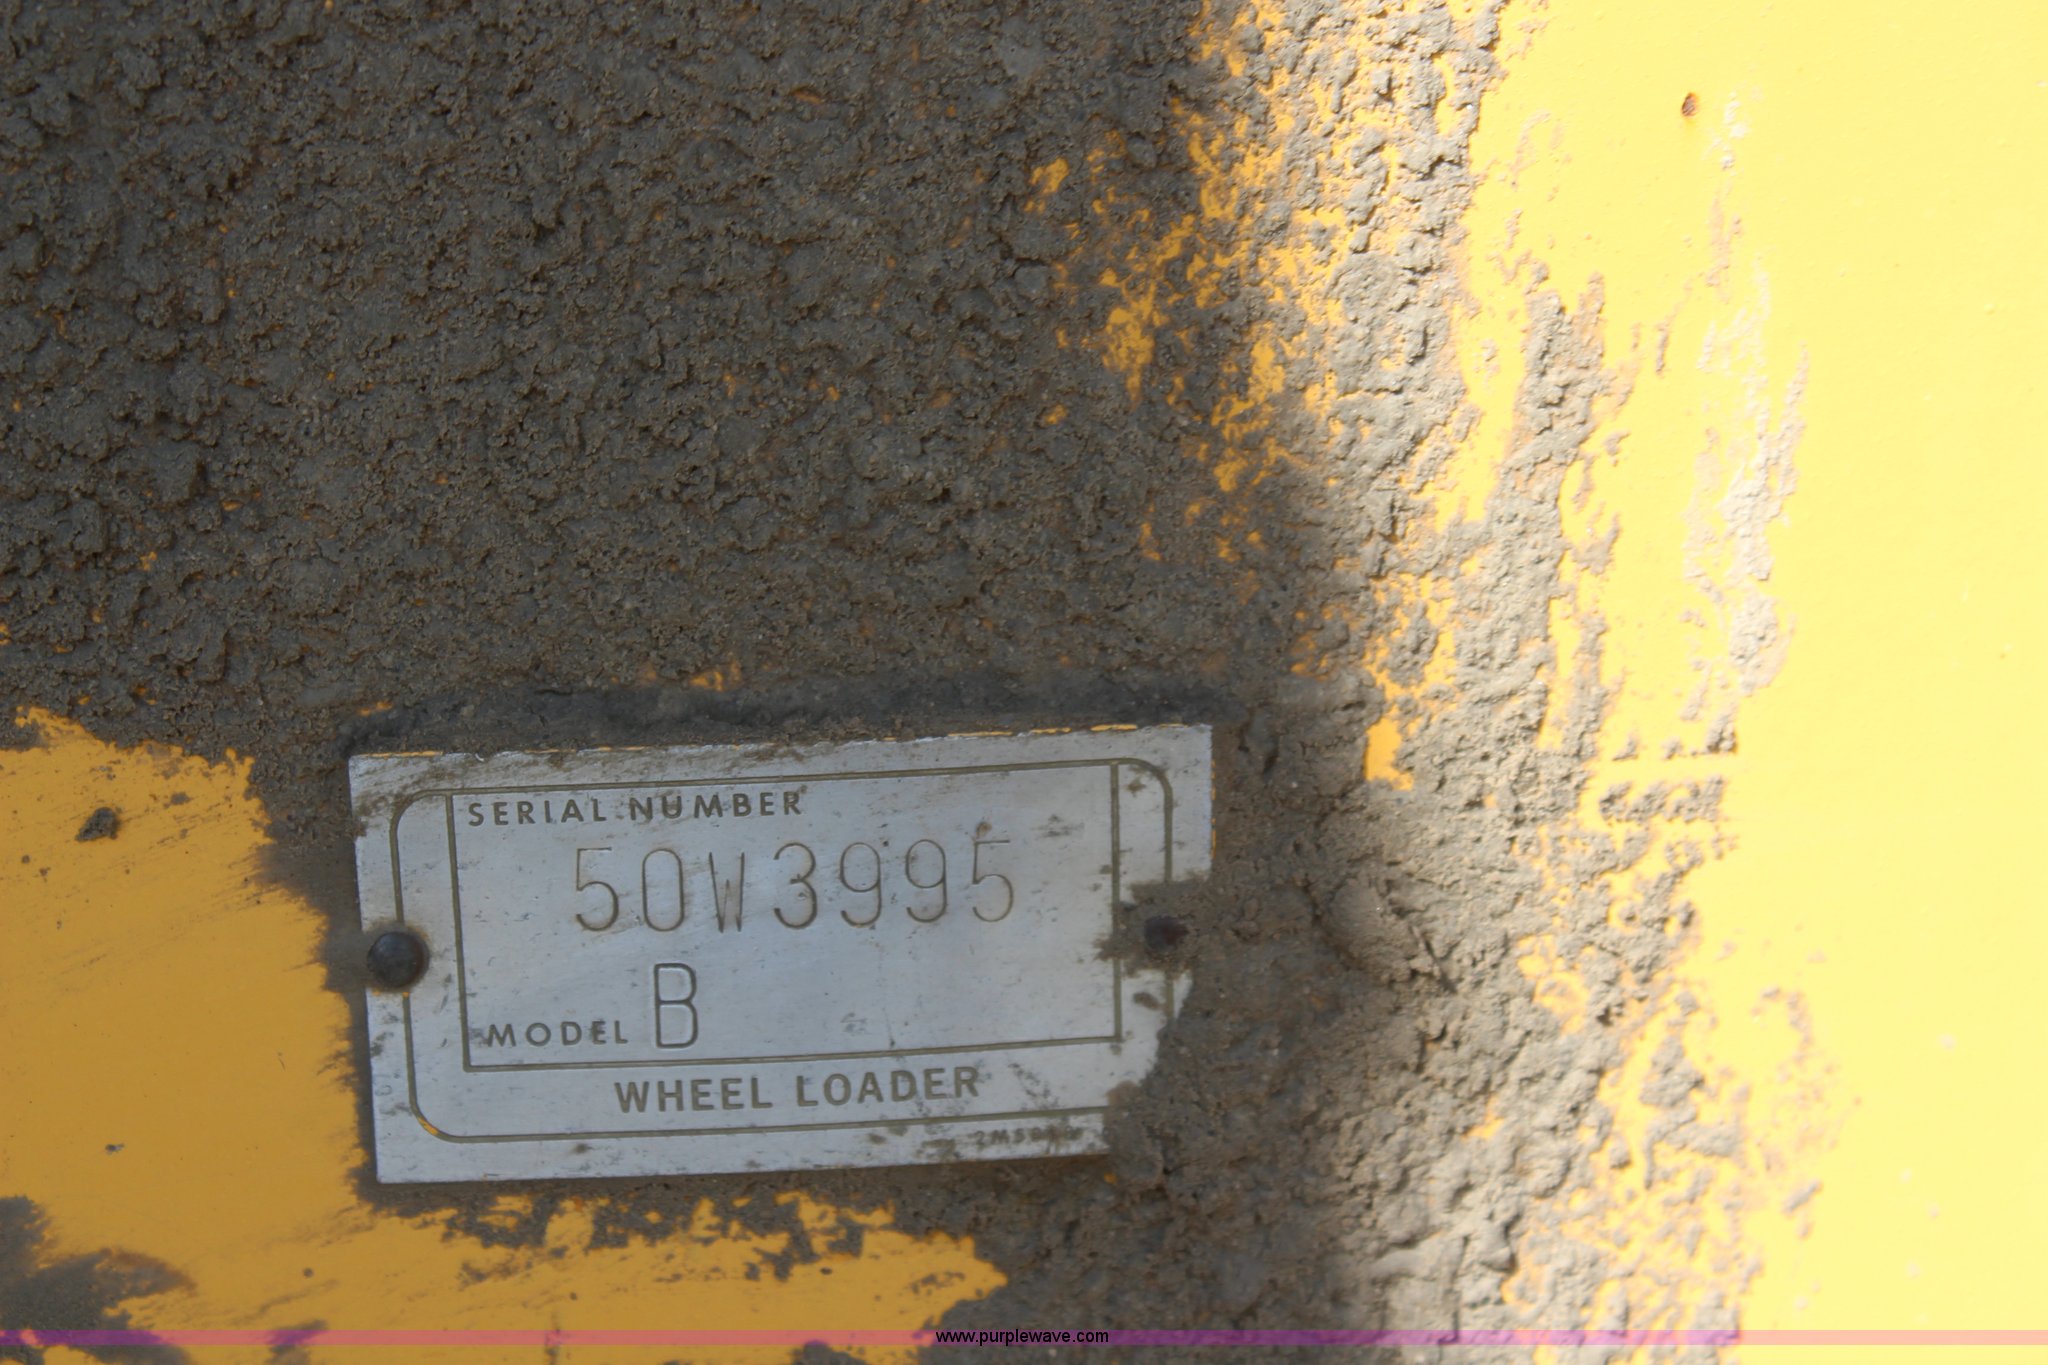 SERIAL NUMBER
50W3995
MODEL B
WHEEL LOADER
www.purplewave.com